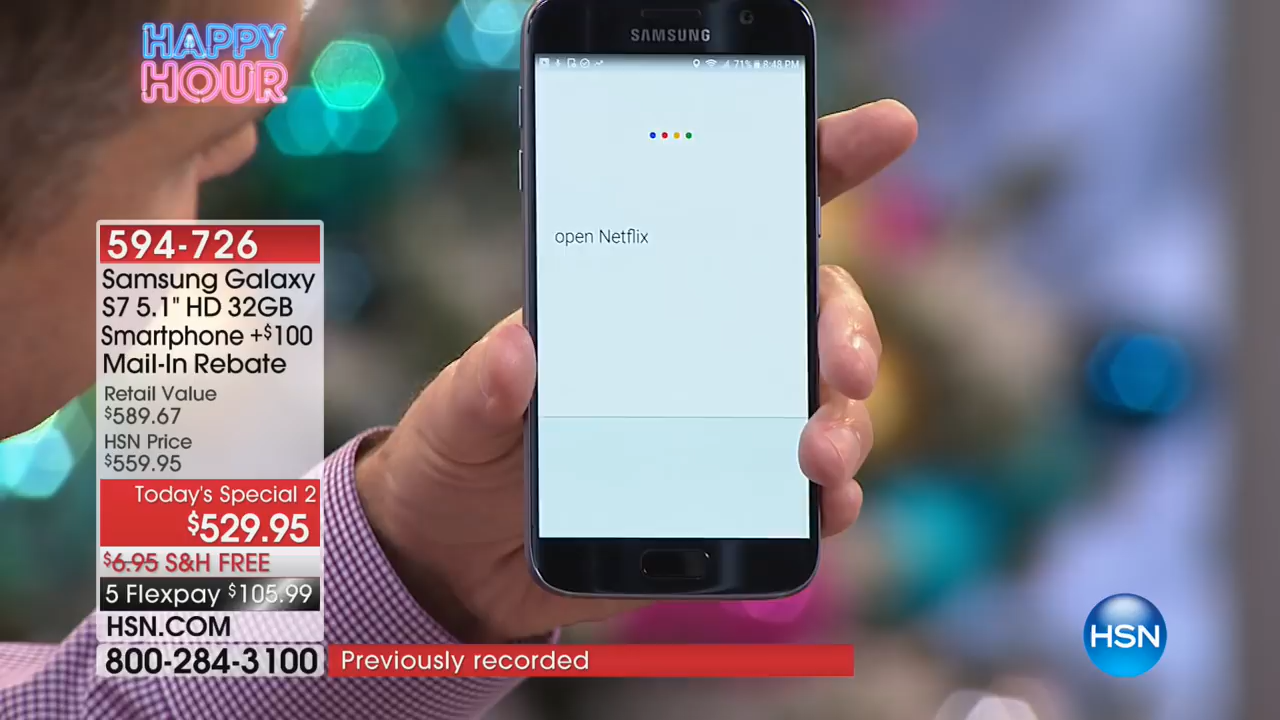 HAPPY
HOUR
SAMSUNG
71% 8:48 PM
open Netflix
594-726
Samsung Galaxy
S7 5.1" HD 32GB
Smartphone +$100
Mail-In Rebate
Retail Value
$589.67
HSN Price
$559.95
Today's Special 2
$529.95
$6.95 S&H FREE
5 Flexpay $105.99
HSN.COM
800-284-3100
Previously recorded
HSN